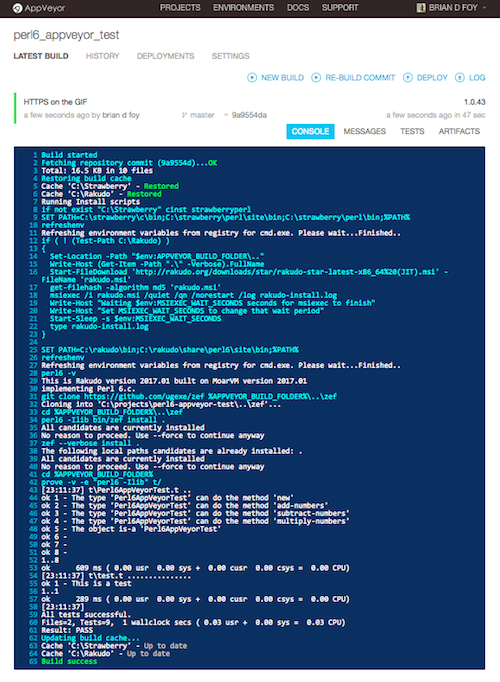 AppVeyor PROJECTS ENVIRONMENTS DOCS SUPPORT BRIAN D FOY
perl6_appveyor_test
LATEST BUILD HISTORY DEPLOYMENTS SETTINGS
NEW BUILD RE-BUILD COMMIT DEPLOY LOG
HTTPS on the GIF 1.0.43
a few seconds ago by brian d foy master 9a9554da a few seconds ago in 47 sec
CONSOLE MESSAGES TESTS ARTIFACTS
1 Build started
2 Fetching repository commit (9a9554d)...OK
3 Total: 16.5 KB in 10 files
4 Restoring build cache
5 Cache 'C:\Strawberry' - Restored
6 Cache 'C:\Rakudo' - Restored
7 Running Install scripts
8 if not exist "C:\Strawberry" cinst strawberryperl
9 SET PATH=C:\strawberry\c\bin;C:\strawberry\perl\site\bin;C:\strawberry\perl\bin;%PATH%
10 refreshenv
11 Refreshing environment variables from registry for cmd.exe. Please wait...Finished..
12 if ( ! (Test-Path C:\Rakudo) )
13 {
14 Set-Location -Path "$env:APPVEYOR_BUILD_FOLDER\.."
15 Write-Host (Get-Item -Path ".\" -Verbose).FullName
16 Start-FileDownload 'http://rakudo.org/downloads/star/rakudo-star-latest-x86_64%20(JIT).msi' -
FileName 'rakudo.msi'
17 get-filehash -algorithm md5 'rakudo.msi'
18 msiexec /i rakudo.msi /quiet /qn /norestart /log rakudo-install.log
19 Write-Host "Waiting $env:MSIEXEC_WAIT_SECONDS seconds for msiexec to finish"
20 Write-Host "Set MSIEXEC_WAIT_SECONDS to change that wait period"
21 Start-Sleep -s $env:MSIEXEC_WAIT_SECONDS
22 type rakudo-install.log
23 }
24
25 SET PATH=C:\rakudo\bin;C:\rakudo\share\perl6\site\bin;%PATH%
26 refreshenv
27 Refreshing environment variables from registry for cmd.exe. Please wait...Finished..
28 perl6 -v
29 This is Rakudo version 2017.01 built on MoarVM version 2017.01
30 implementing Perl 6.c.
31 git clone https://github.com/ugexe/zef %APPVEYOR_BUILD_FOLDER%\..\zef
32 Cloning into 'C:\projects\perl6-appveyor-test\..\zef'...
33 cd %APPVEYOR_BUILD_FOLDER%\..\zef
34 perl6 -Ilib bin/zef install .
35 All candidates are currently installed
36 No reason to proceed. Use --force to continue anyway
37 zef --verbose install .
38 The following local paths candidates are already installed: .
39 All candidates are currently installed
40 No reason to proceed. Use --force to continue anyway
41 cd %APPVEYOR_BUILD_FOLDER%
42 prove -v -e "perl6 -Ilib" t/
43 [23:11:37] t\Perl6AppVeyorTest.t ..
44 ok 1 - The type 'Perl6AppVeyorTest' can do the method 'new'
45 ok 2 - The type 'Perl6AppVeyorTest' can do the method 'add-numbers'
46 ok 3 - The type 'Perl6AppVeyorTest' can do the method 'subtract-numbers'
47 ok 4 - The type 'Perl6AppVeyorTest' can do the method 'multiply-numbers'
48 ok 5 - The object is-a 'Perl6AppVeyorTest'
49 ok 6 -
50 ok 7 -
51 ok 8 -
52 1..8
53 ok 609 ms ( 0.00 usr 0.00 sys + 0.00 cusr 0.00 csys = 0.00 CPU)
54 [23:11:37] t\test.t ...............
55 ok 1 - This is a test
56 1..1
57 ok 289 ms ( 0.00 usr 0.00 sys + 0.00 cusr 0.00 csys = 0.00 CPU)
58 [23:11:37]
59 All tests successful.
60 Files=2, Tests=9, 1 wallclock secs ( 0.03 usr + 0.00 sys = 0.03 CPU)
61 Result: PASS
62 Updating build cache...
63 Cache 'C:\Strawberry' - Up to date
64 Cache 'C:\Rakudo' - Up to date
65 Build success